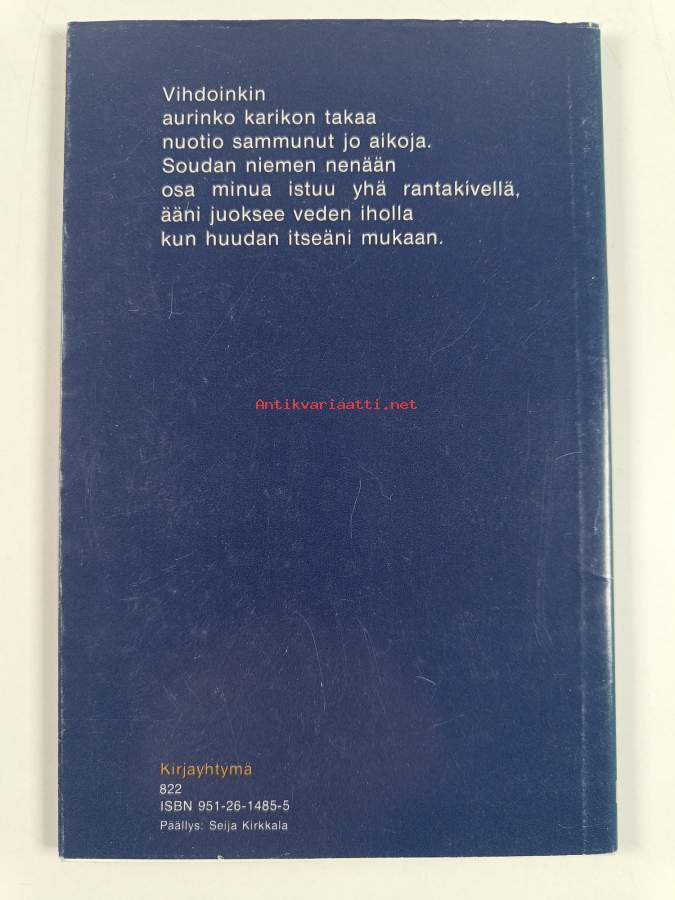 Vihdoinkin
aurinko karikon takaa
nuotio sammunut jo aikoja.
Soudan niemen nenään
osa minua istuu yhä rantakivellä,
ääni juoksee veden iholla
kun huudan itseäni mukaan.
Antikvariaatti.net
Kirjayhtymä
822
ISBN 951-26-1485-5
Päällys: Seija Kirkkala